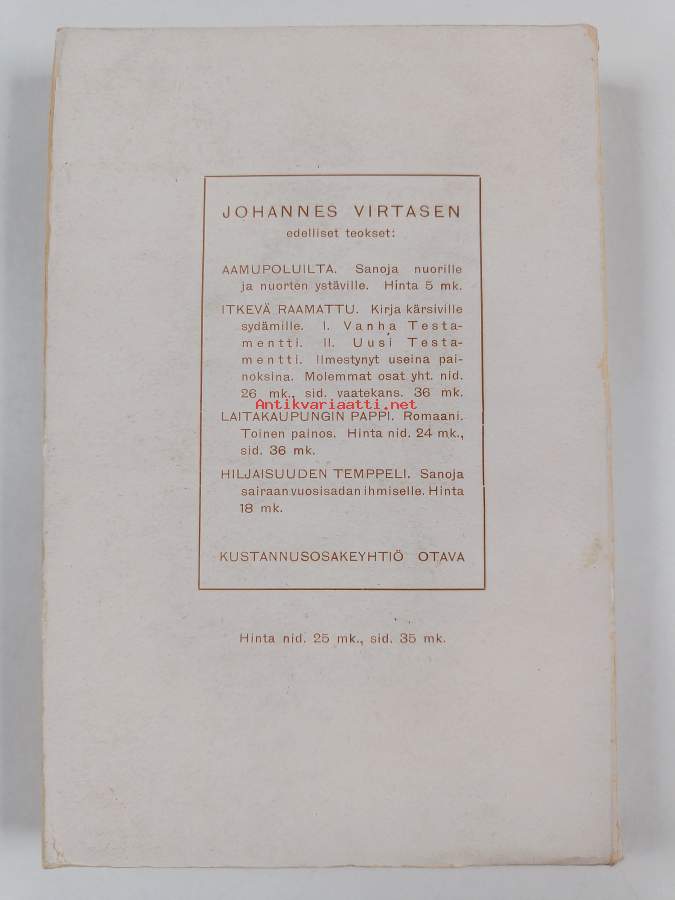 JOHANNES VIRTASEN
edelliset teokset:
AAMUPOLUILTA. Sanoja nuorille
ja nuorten ystäville. Hinta 5 mk.
ITKEVÄ RAAMATTU. Kirja kärsiville
sydämille. I. Vanha Testa-
mentti. II. Uusi Testa-
mentti. Ilmestynyt useina pai-
noksina. Molemmat osat yht. nid.
26 mk., sid. vaatekans. 36 mk.
Antikvariaatti.net
LAITAKAUPUNGIN PAPPI. Romaani.
Toinen painos. Hinta nid. 24 mk.,
sid. 36 mk.
HILJAISUUDEN TEMPPELI. Sanoja
sairaan vuosisadan ihmiselle. Hinta
18 mk.
KUSTANNUSOSAKEYHTIÖ OTAVA
Hinta nid. 25 mk., sid. 35 mk.